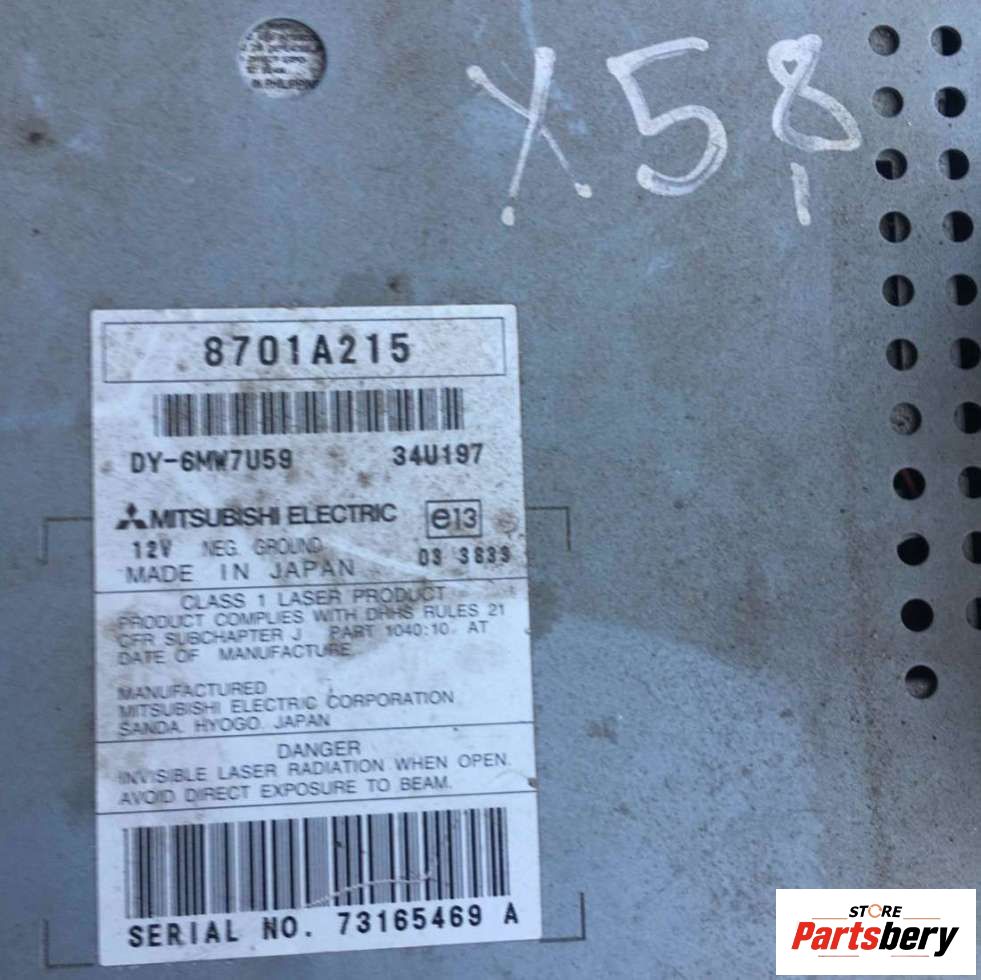 IN PHILIPPIN
X58
8701A215
DY-6MW7U59 34U197
MITSUBISHI ELECTRIC e13
12V NEG. GROUND 03 3839
MADE IN JAPAN
CLASS 1 LASER PRODUCT
PRODUCT COMPLIES WITH DHHS RULES 21
CFR SUBCHAPTER J PART 1040:10. AT
DATE OF MANUFACTURE.
MANUFACTURED
MITSUBISHI ELECTRIC CORPORATION
SANDA. HYOGO. JAPAN
DANGER
INVISIBLE LASER RADIATION WHEN OPEN.
AVOID DIRECT EXPOSURE TO BEAM.
SERIAL NO. 73165469 A
STORE
Partsbery